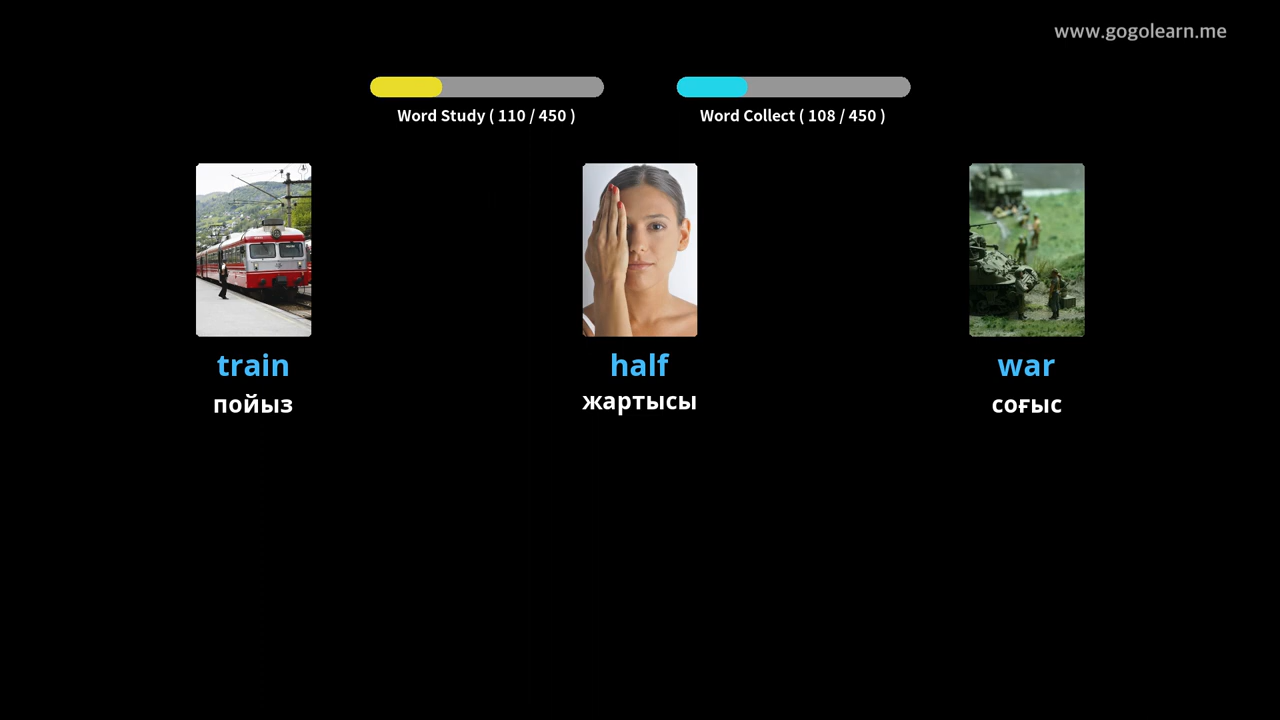 www.gogolearn.me
Word Study ( 110 / 450 )
Word Collect ( 108 / 450 )
train
half
war
пойыз
жартысы
соғыс